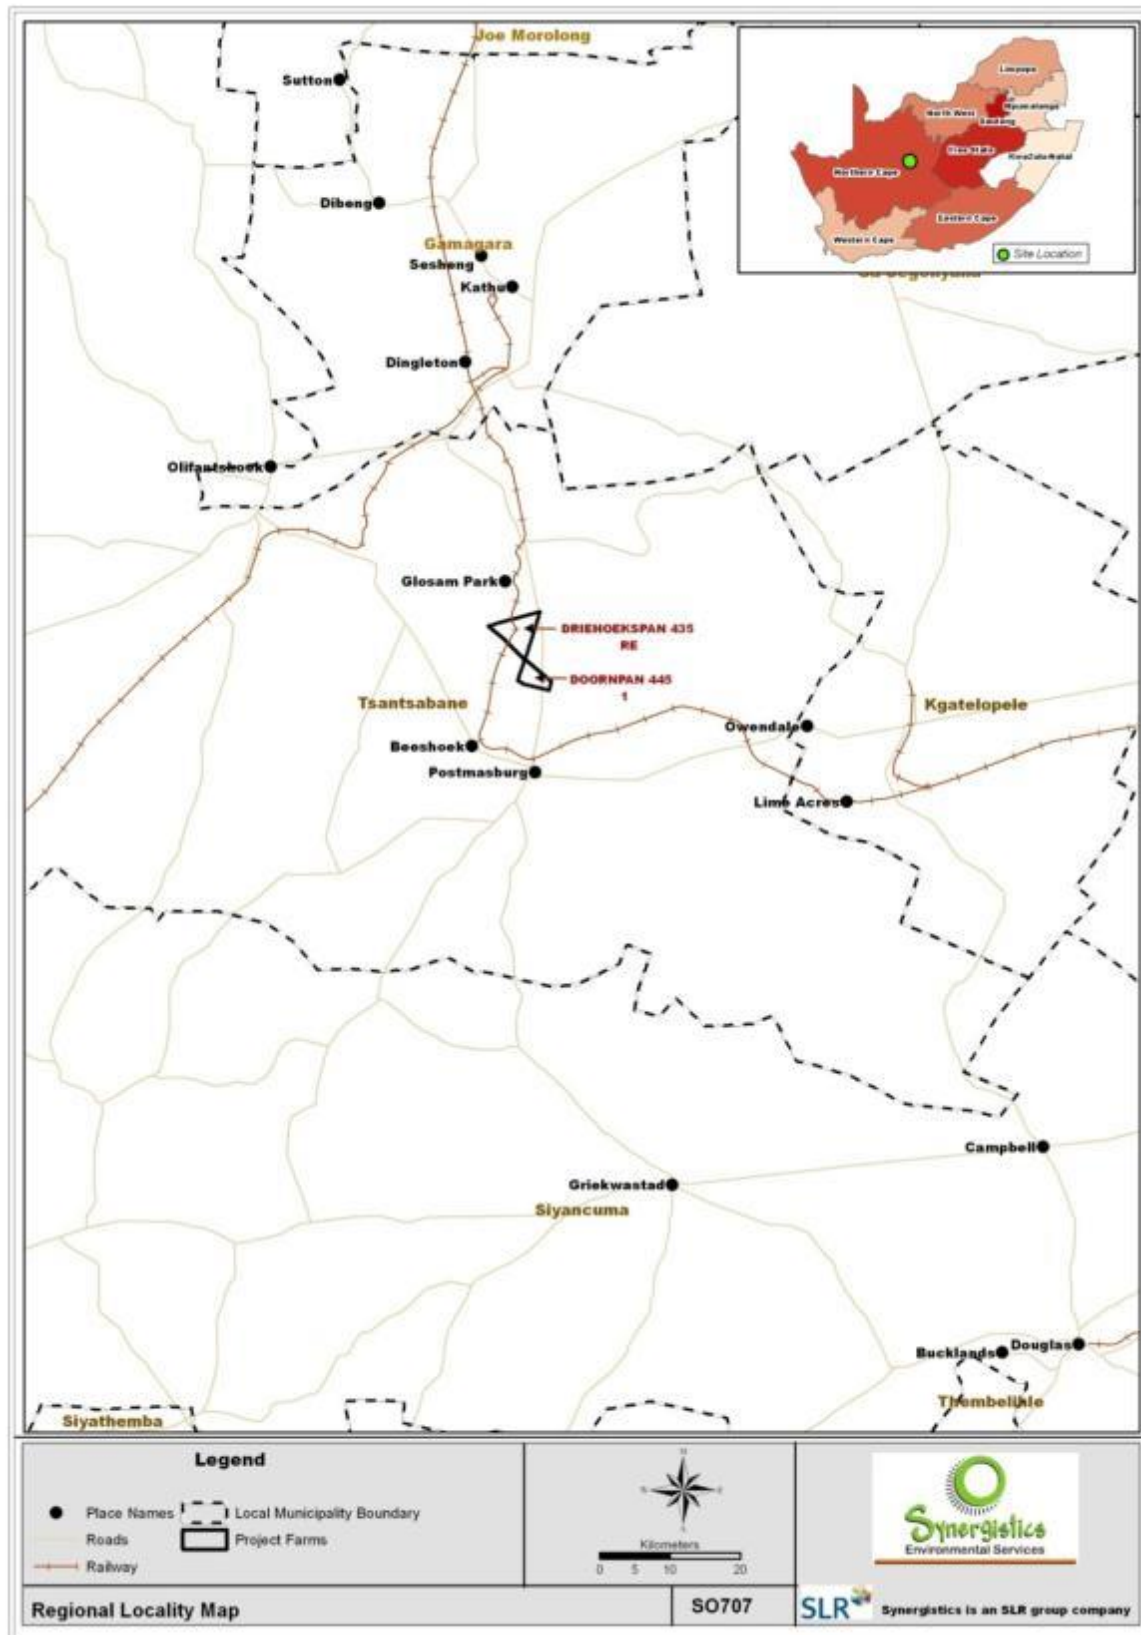 Joe Morolong
Sutton
Limpopo
North West
Mpumalanga
Gauteng
Free State
KwaZulu-Natal
Northern Cape
Eastern Cape
Western Cape
Site Location
Dibeng
Gamagara
Sesheng
Kathu
Dingleton
Olifantshoek
Glosam Park
DRIEHOEKSPAN 435
RE
DOORNPAN 445
1
Tsantsabane
Kgatelopele
Owendale
Beeshoek
Postmasburg
Lime Acres
Campbell
Griekwastad
Siyancuma
Bucklands
Douglas
Thembelihle
Siyathemba
Legend
Place Names
Local Municipality Boundary
Roads
Project Farms
Railway
N
S
Kilometers
0 5 10 20
Synergistics
Environmental Services
Regional Locality Map
SO707
SLR
Synergistics is an SLR group company